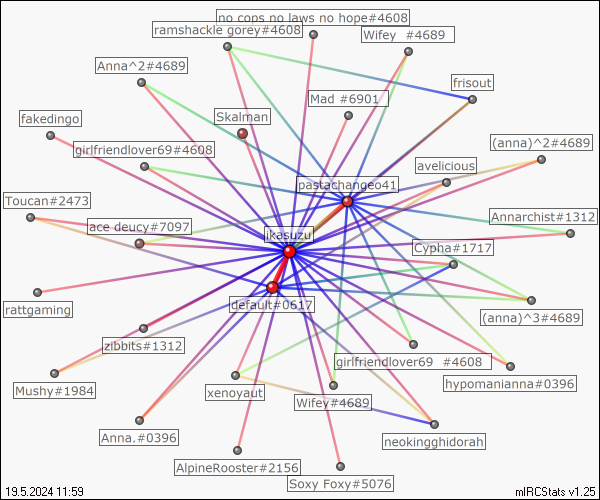 no cops no laws no hope#4608
ramshackle gorey#4608
Wifey  #4689
Anna^2#4689
frisout
Mad #6901
fakedingo
Skalman
(anna)^2#4689
girlfriendlover69#4608
avelicious
pastachangeo41
Toucan#2473
Annarchist#1312
ace deucy#7097
ikasuzu
Cypha#1717
rattgaming
default#0617
(anna)^3#4689
zibbits#1312
girlfriendlover69  #4608
Mushy#1984
hypomanianna#0396
xenoyaut
Wifey#4689
Anna.#0396
neokingghidorah
AlpineRooster#2156
Soxy Foxy#5076
19.5.2024 11:59
mIRCStats v1.25